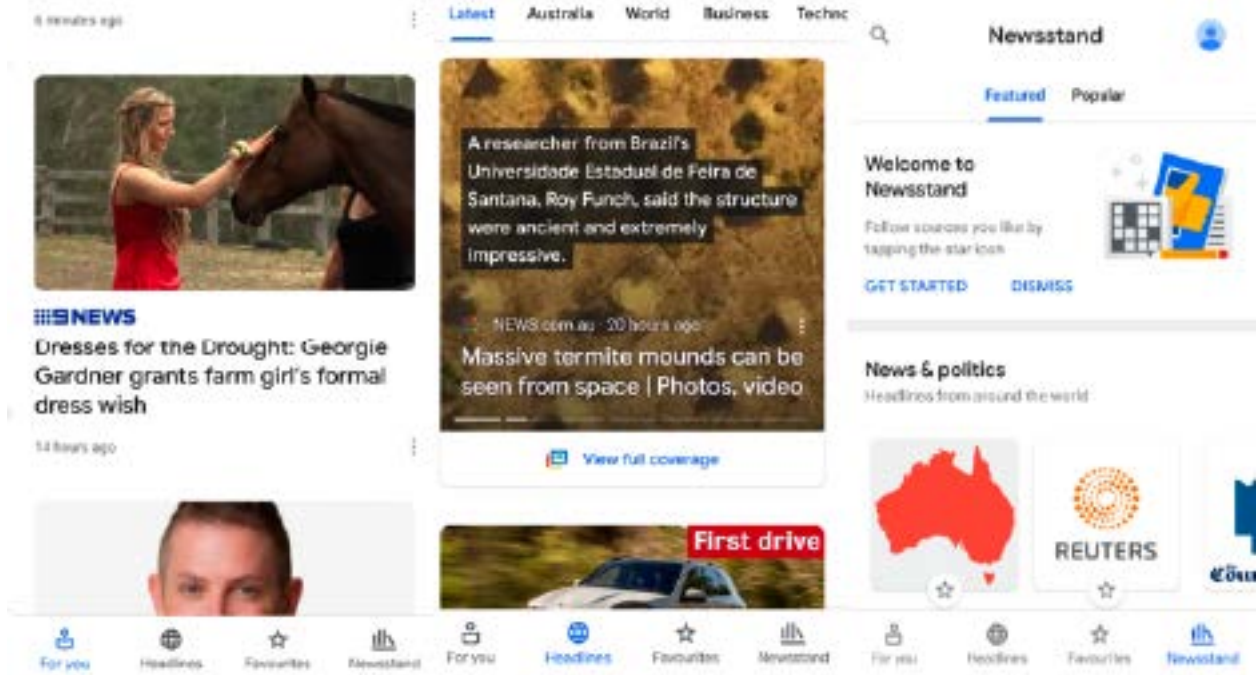 6 minutes ago
9NEWS
Dresses for the Drought: Georgie
Gardner grants farm girl's formal
dress wish
14 hours ago
For you
Headlines
Favourites
Newsstand
Latest
Australia
World
Business
Techno
A researcher from Brazil's
Universidade Estadual de Feira de
Santana, Roy Funch, said the structure
were ancient and extremely
impressive.
NEWS.com.au · 20 hours ago
Massive termite mounds can be
seen from space | Photos, video
View full coverage
First drive
For you
Headlines
Favourites
Newsstand
Newsstand
Featured
Popular
Welcome to
Newsstand
Follow sources you like by
tapping the star icon
GET STARTED
DISMISS
News & politics
Headlines from around the world
REUTERS
For you
Headlines
Favourites
Newsstand